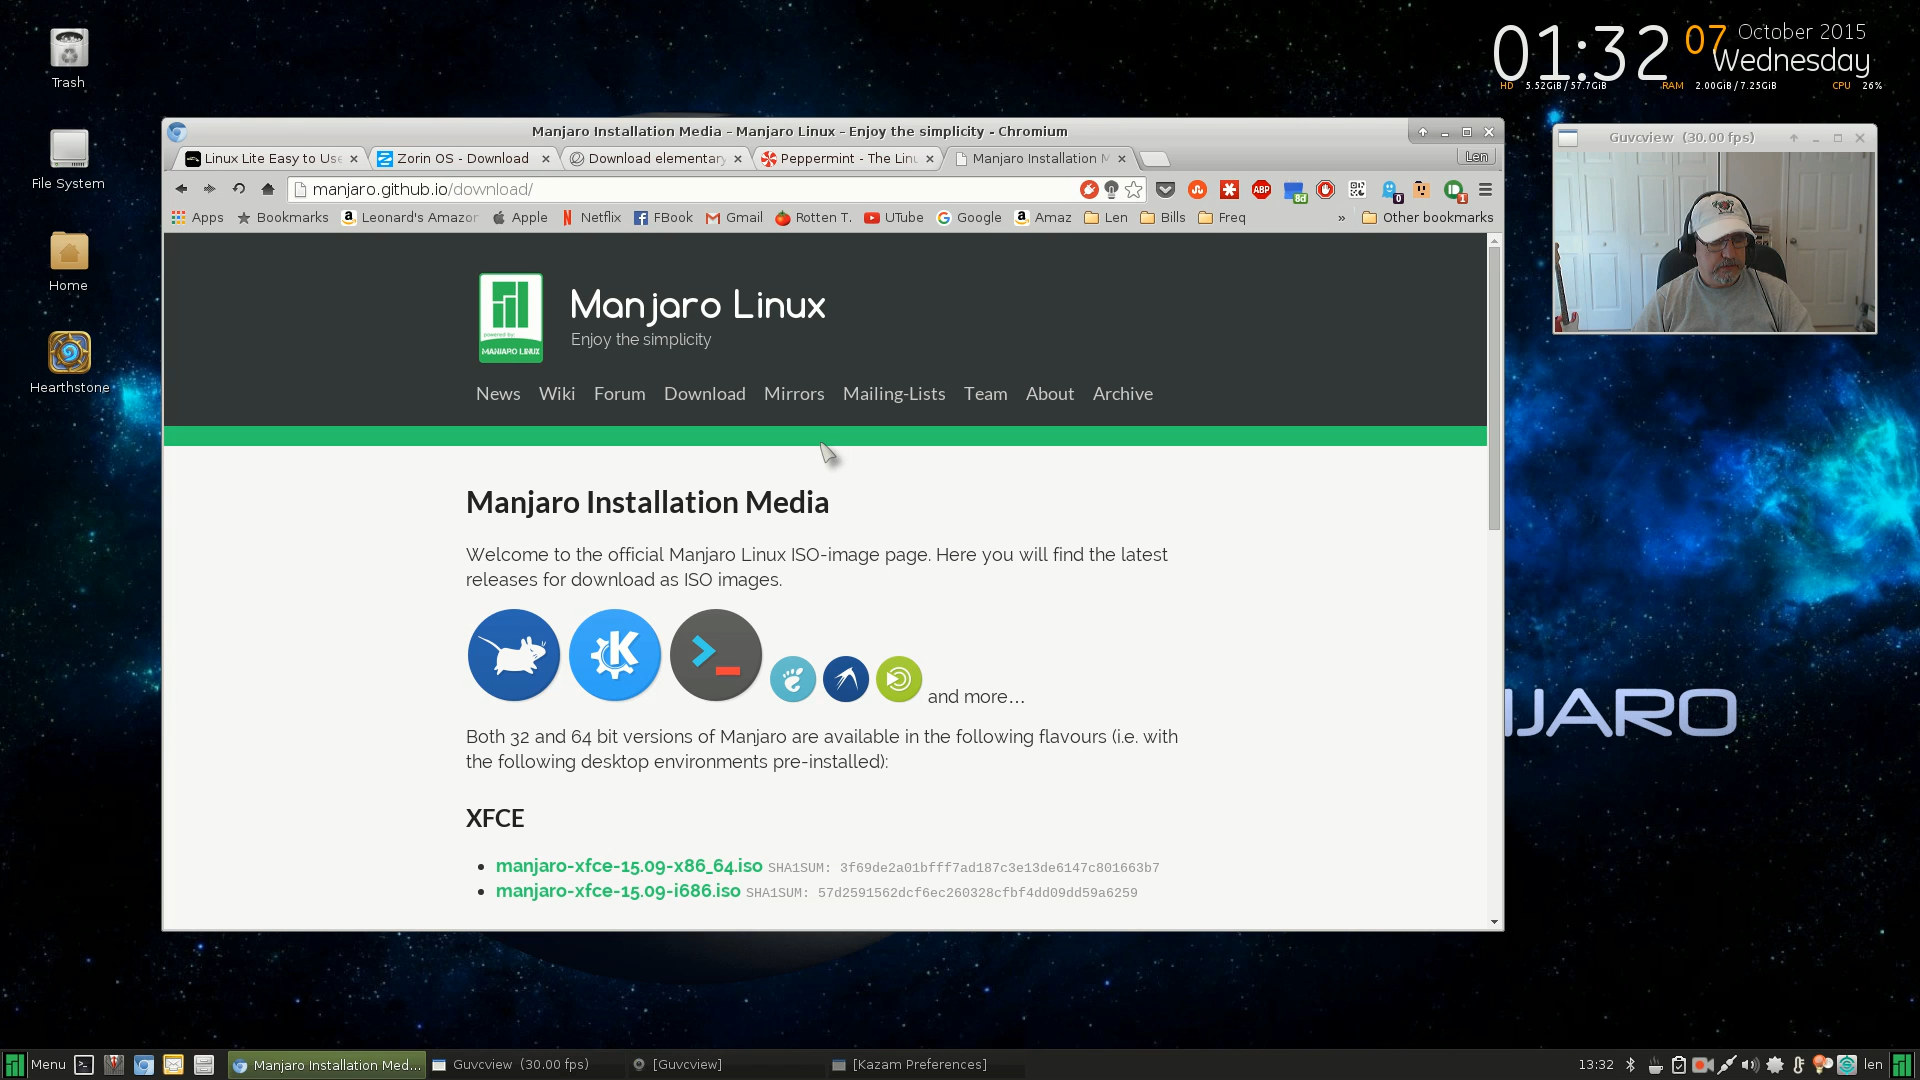 Trash
File System
Home
Hearthstone
01:32 07 October 2015
Wednesday
HD 5.52GiB / 57.7GiB RAM 2.00GiB / 7.25GiB CPU 26%
Manjaro Installation Media – Manjaro Linux – Enjoy the simplicity - Chromium
Linux Lite Easy to Use
Zorin OS - Download
Download elementary
Peppermint - The Linu
Manjaro Installation M
Len
manjaro.github.io/download/
ABP
8d
0
1
Apps
Bookmarks
Leonard's Amazon
Apple
Netflix
FBook
Gmail
Rotten T.
UTube
Google
Amaz
Len
Bills
Freq
»
Other bookmarks
Guvcview (30.00 fps)
powered by:
MANJARO LINUX
Manjaro Linux
Enjoy the simplicity
News Wiki Forum Download Mirrors Mailing-Lists Team About Archive
Manjaro Installation Media
Welcome to the official Manjaro Linux ISO-image page. Here you will find the latest
releases for download as ISO images.
and more…
Both 32 and 64 bit versions of Manjaro are available in the following flavours (i.e. with
the following desktop environments pre-installed):
XFCE
manjaro-xfce-15.09-x86_64.iso SHA1SUM: 3f69de2a01bfff7ad187c3e13de6147c801663b7
manjaro-xfce-15.09-i686.iso SHA1SUM: 57d2591562dcf6ec260328cfbf4dd09dd59a6259
JARO
Menu
Manjaro Installation Med...
Guvcview (30.00 fps)
[Guvcview]
[Kazam Preferences]
13:32
len